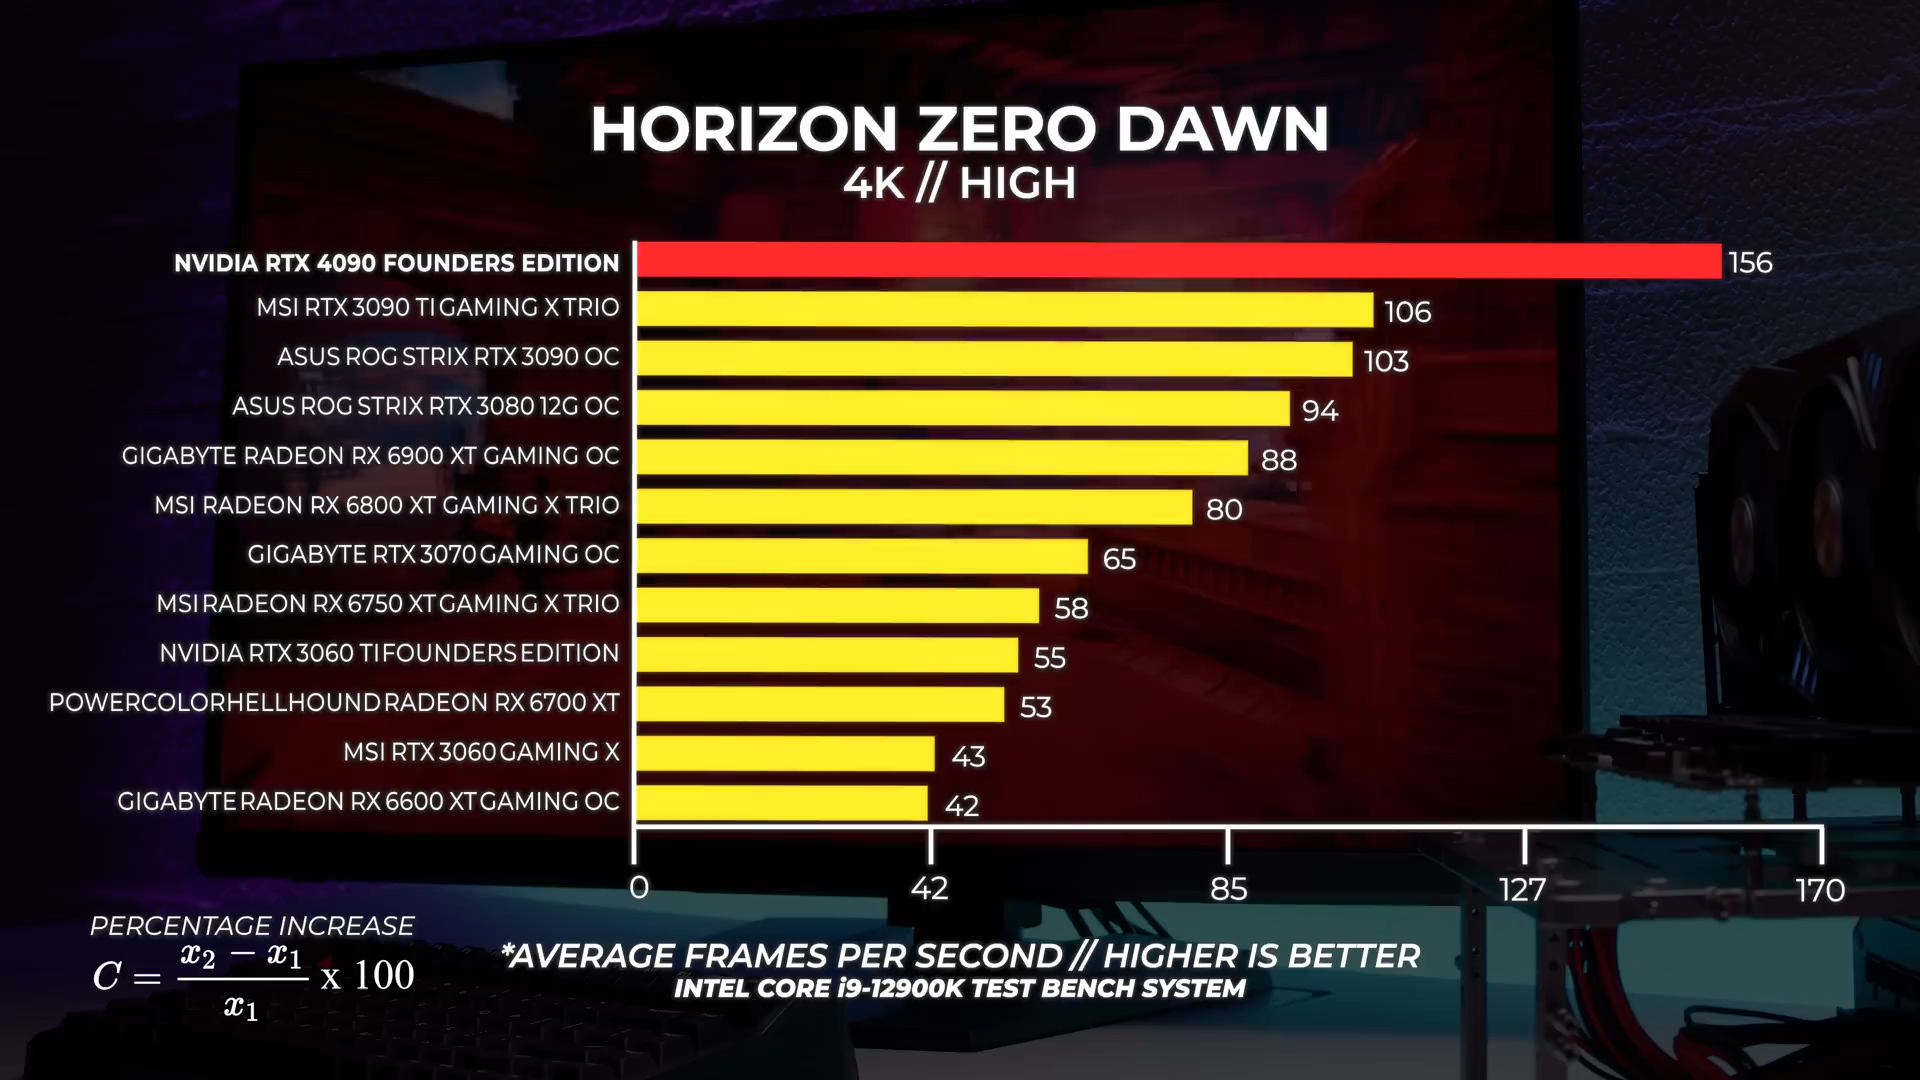 HORIZON ZERO DAWN
4K // HIGH
NVIDIA RTX 4090 FOUNDERS EDITION 156
MSI RTX 3090 TI GAMING X TRIO 106
ASUS ROG STRIX RTX 3090 OC 103
ASUS ROG STRIX RTX 3080 12G OC 94
GIGABYTE RADEON RX 6900 XT GAMING OC 88
MSI RADEON RX 6800 XT GAMING X TRIO 80
GIGABYTE RTX 3070 GAMING OC 65
MSI RADEON RX 6750 XT GAMING X TRIO 58
NVIDIA RTX 3060 TI FOUNDERS EDITION 55
POWERCOLOR HELLHOUND RADEON RX 6700 XT 53
MSI RTX 3060 GAMING X 43
GIGABYTE RADEON RX 6600 XT GAMING OC 42
0 42 85 127 170
PERCENTAGE INCREASE
C = (x₂ − x₁) / x₁ x 100
*AVERAGE FRAMES PER SECOND // HIGHER IS BETTER
INTEL CORE i9-12900K TEST BENCH SYSTEM